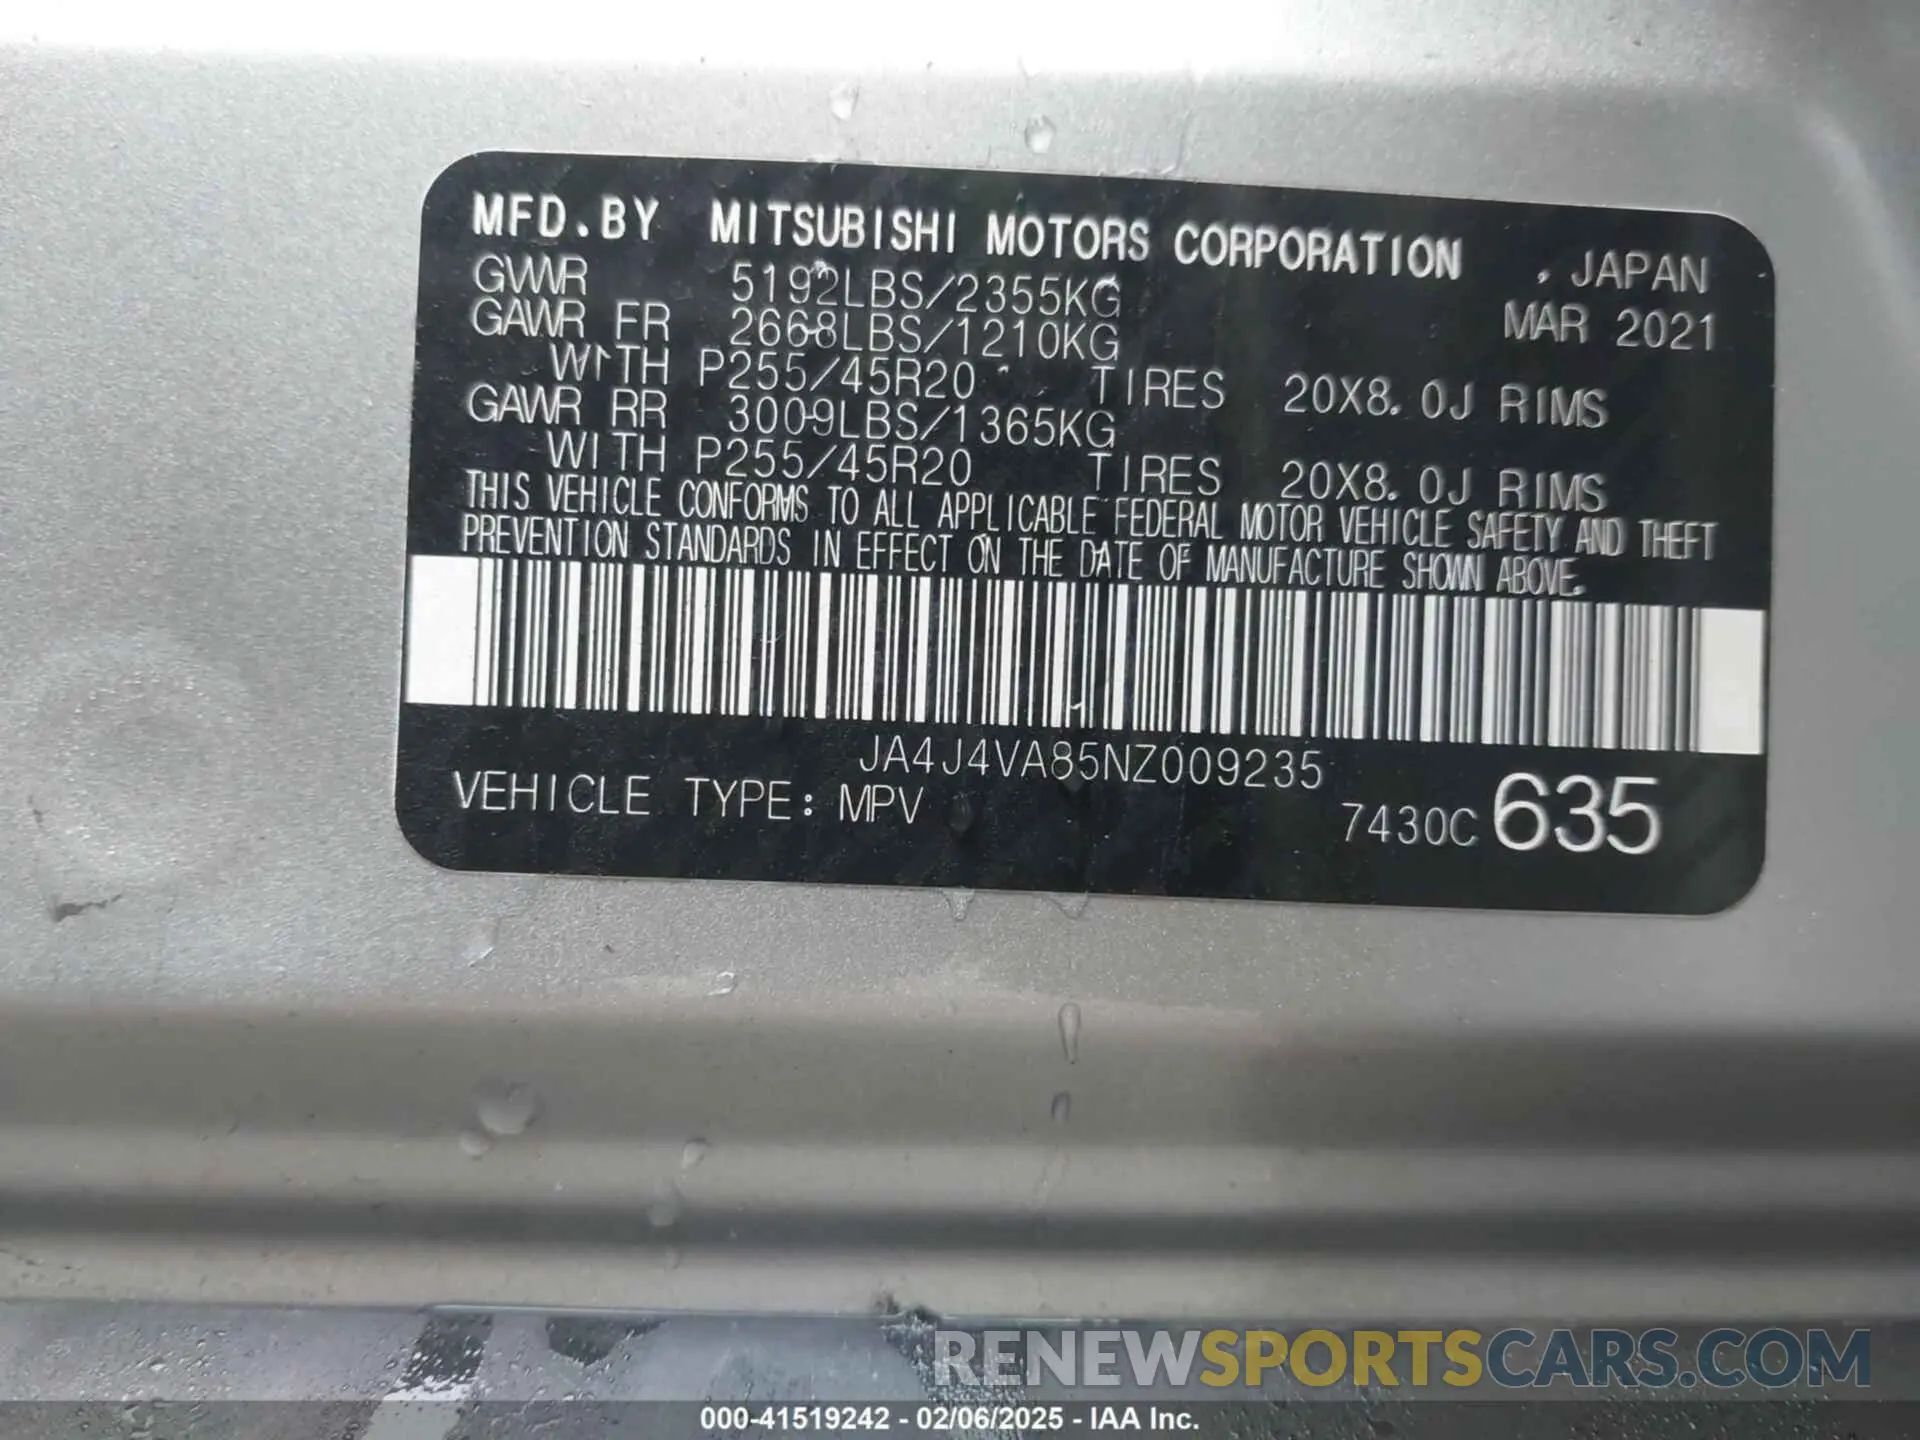 MFD.BY MITSUBISHI MOTORS CORPORATION , JAPAN
GVWR 5192LBS/2355KG MAR 2021
GAWR FR 2668LBS/1210KG
WITH P255/45R20 TIRES 20X8.0J RIMS
GAWR RR 3009LBS/1365KG
WITH P255/45R20 TIRES 20X8.0J RIMS
THIS VEHICLE CONFORMS TO ALL APPLICABLE FEDERAL MOTOR VEHICLE SAFETY AND THEFT
PREVENTION STANDARDS IN EFFECT ON THE DATE OF MANUFACTURE SHOWN ABOVE.
JA4J4VA85NZ009235
VEHICLE TYPE: MPV 7430C 635
RENEWSPORTSCARS.COM
000-41519242 - 02/06/2025 - IAA Inc.